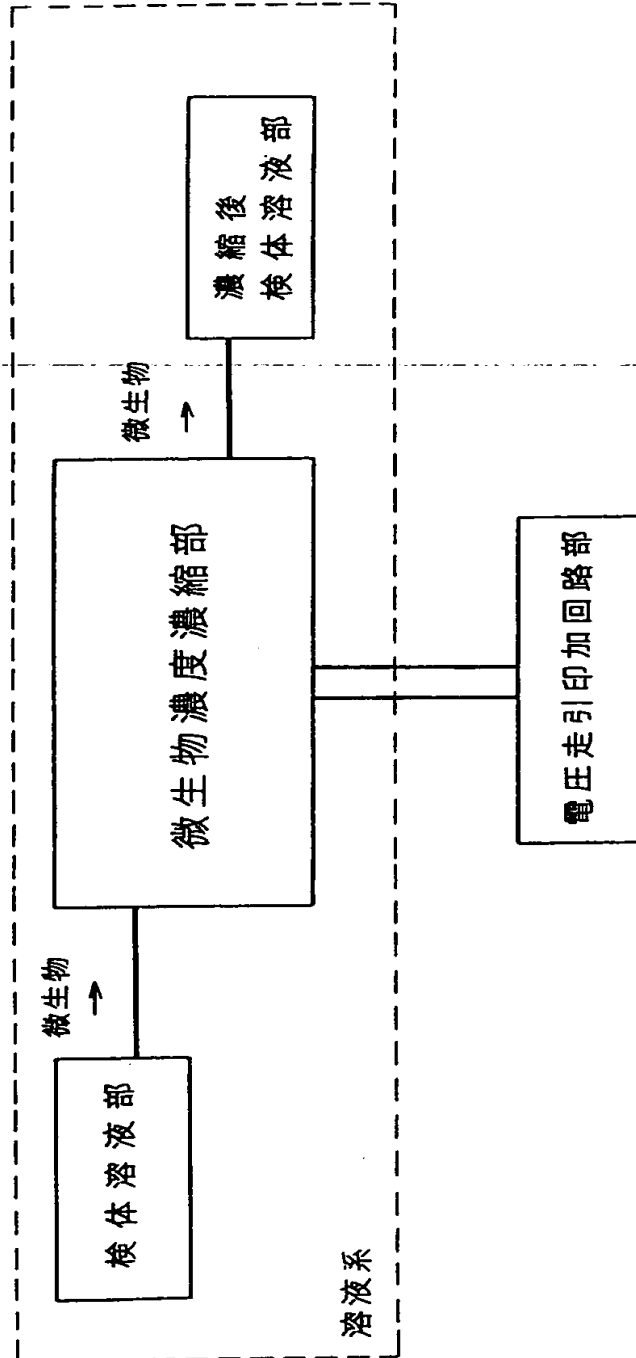 検体溶液部
微生物
→
微生物濃度濃縮部
微生物
→
濃縮後
検体溶液部
溶液系
電圧走引印加回路部